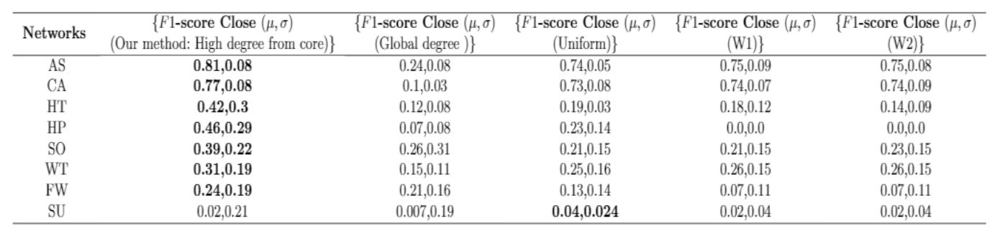 Networks {F1-score Close (μ, σ) (Our method: High degree from core)} {F1-score Close (μ, σ) (Global degree )} {F1-score Close (μ, σ) (Uniform)} {F1-score Close (μ, σ) (W1)} {F1-score Close (μ, σ) (W2)}
AS 0.81,0.08 0.24,0.08 0.74,0.05 0.75,0.09 0.75,0.08
CA 0.77,0.08 0.1,0.03 0.73,0.08 0.74,0.07 0.74,0.09
HT 0.42,0.3 0.12,0.08 0.19,0.03 0.18,0.12 0.14,0.09
HP 0.46,0.29 0.07,0.08 0.23,0.14 0.0,0.0 0.0,0.0
SO 0.39,0.22 0.26,0.31 0.21,0.15 0.21,0.15 0.23,0.15
WT 0.31,0.19 0.15,0.11 0.25,0.16 0.26,0.15 0.26,0.15
FW 0.24,0.19 0.21,0.16 0.13,0.14 0.07,0.11 0.07,0.11
SU 0.02,0.21 0.007,0.19 0.04,0.024 0.02,0.04 0.02,0.04